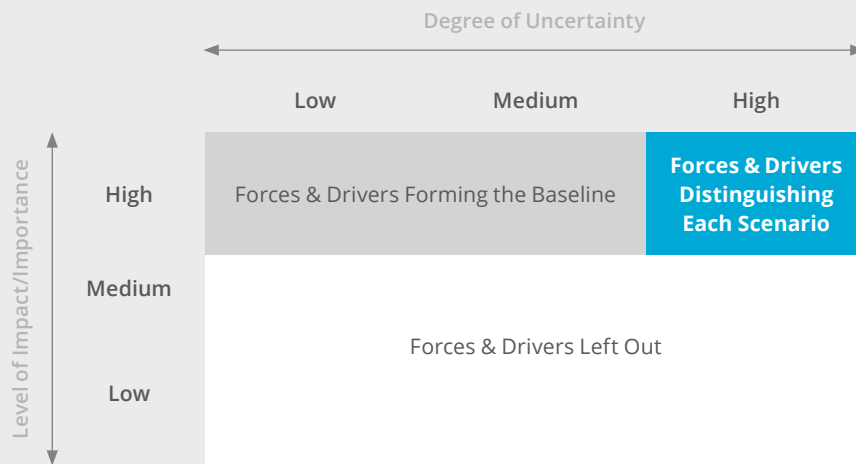 Degree of Uncertainty
Low
Medium
High
Level of Impact/Importance
High
Forces & Drivers Forming the Baseline
Forces & Drivers
Distinguishing
Each Scenario
Medium
Forces & Drivers Left Out
Low